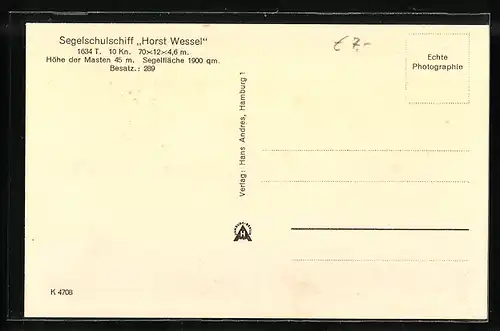 Segelschulschiff „Horst Wessel“
1634 T. 10 Kn. 70×12×4,6 m.
Höhe der Masten 45 m. Segelfläche 1900 qm.
Besatz.: 289
€ 7.-
Echte
Photographie
Verlag: Hans Andres, Hamburg 1
K 4708